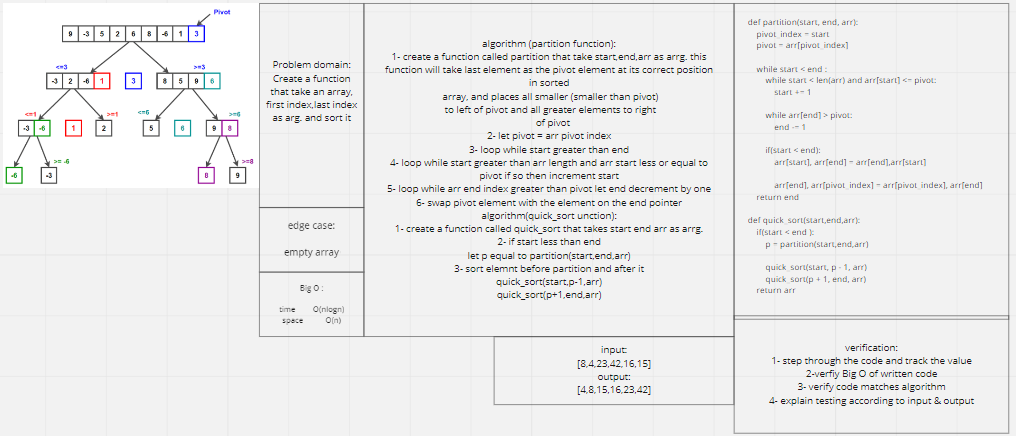 Pivot
9 -3 5 2 6 8 -6 1 3
<=3 >=3
-3 2 -6 1 3 8 5 9 6
<=1 >=1 <=6 >=6
-3 -6 1 2 5 6 9 8
>= -6 >=8
-6 -3 8 9
Problem domain:
Create a function
that take an array,
first index,last index
as arg. and sort it
edge case:
empty array
Big O :
time O(nlogn)
space O(n)
algorithm (partition function):
1- create a function called partition that take start,end,arr as arrg. this
function will take last element as the pivot element at its correct position
in sorted
array, and places all smaller (smaller than pivot)
to left of pivot and all greater elements to right
of pivot
2- let pivot = arr pivot index
3- loop while start greater than end
4- loop while start greater than arr length and arr start less or equal to
pivot if so then increment start
5- loop while arr end index greater than pivot let end decrement by one
6- swap pivot element with the element on the end pointer
algorithm(quick_sort unction):
1- create a function called quick_sort that takes start end arr as arrg.
2- if start less than end
let p equal to partition(start,end,arr)
3- sort elemnt before partition and after it
quick_sort(start,p-1,arr)
quick_sort(p+1,end,arr)
input:
[8,4,23,42,16,15]
output:
[4,8,15,16,23,42]
def partition(start, end, arr):
pivot_index = start
pivot = arr[pivot_index]
while start < end :
while start < len(arr) and arr[start] <= pivot:
start += 1
while arr[end] > pivot:
end -= 1
if(start < end):
arr[start], arr[end] = arr[end],arr[start]
arr[end], arr[pivot_index] = arr[pivot_index], arr[end]
return end
def quick_sort(start,end,arr):
if(start < end ):
p = partition(start,end,arr)
quick_sort(start, p - 1, arr)
quick_sort(p + 1, end, arr)
return arr
verification:
1- step through the code and track the value
2-verfiy Big O of written code
3- verify code matches algorithm
4- explain testing according to input & output